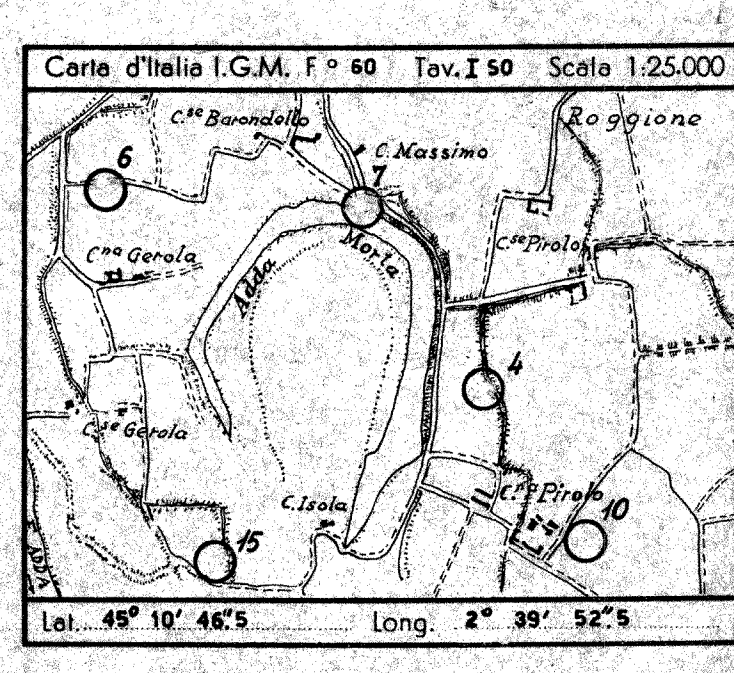 Carta d'Italia I.G.M. F° 60 Tav. I SO Scala 1:25.000
C.se Barondello
Roggione
6
C. Massimo
7
C.na Gerola
Adda Morta
C.se Pirolo
4
C.se Gerola
C. Isola
C.na Pirolo
10
15
ADDA
Lat. 45° 10' 46".5 Long. 2° 39' 52".5